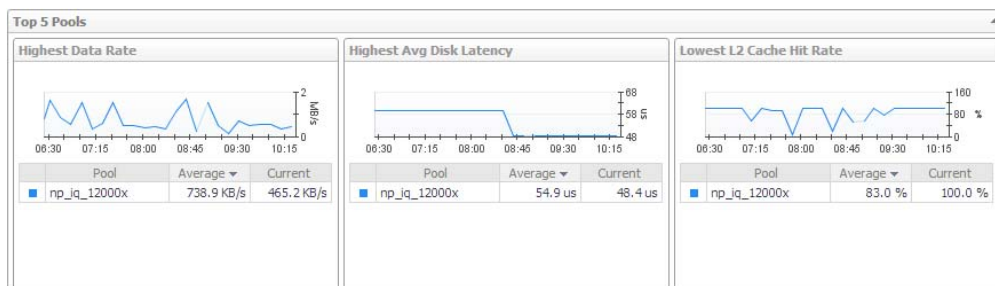 Top 5 Pools
Highest Data Rate
2
MB/s
0
06:30 07:15 08:00 08:45 09:30 10:15
Pool Average Current
np_iq_12000x 738.9 KB/s 465.2 KB/s
Highest Avg Disk Latency
68
58
us
48
06:30 07:15 08:00 08:45 09:30 10:15
Pool Average Current
np_iq_12000x 54.9 us 48.4 us
Lowest L2 Cache Hit Rate
160
80
%
0
06:30 07:15 08:00 08:45 09:30 10:15
Pool Average Current
np_iq_12000x 83.0 % 100.0 %